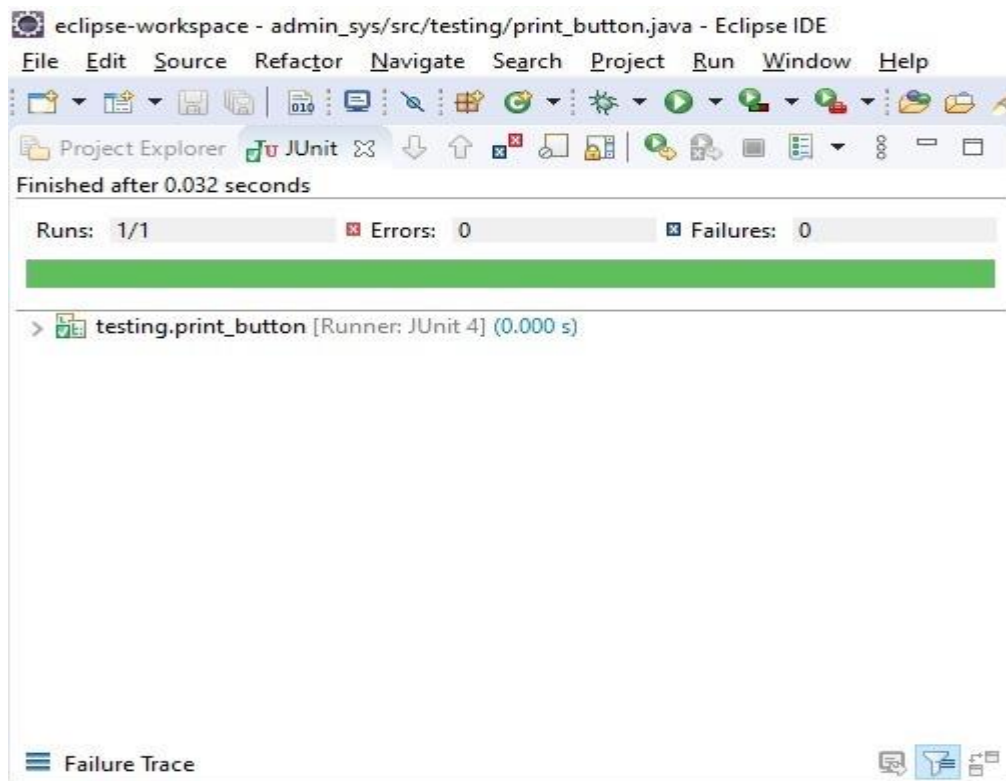 eclipse-workspace - admin_sys/src/testing/print_button.java - Eclipse IDE
File Edit Source Refactor Navigate Search Project Run Window Help
Project Explorer JUnit
Finished after 0.032 seconds
Runs: 1/1 Errors: 0 Failures: 0
testing.print_button [Runner: JUnit 4] (0.000 s)
Failure Trace